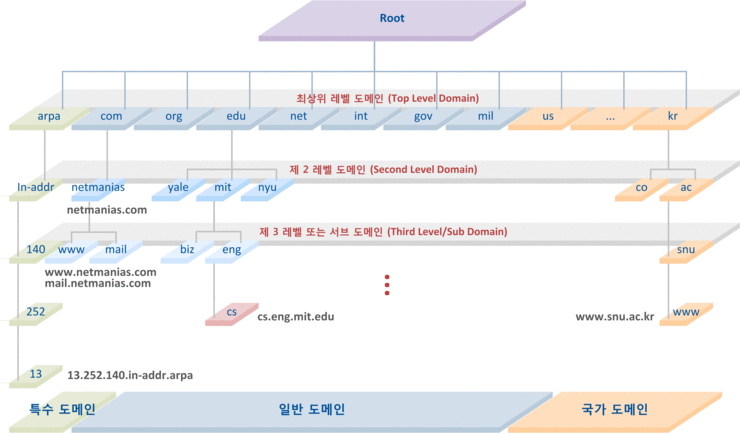 Root
최상위 레벨 도메인 (Top Level Domain)
arpa com org edu net int gov mil us ... kr
제 2 레벨 도메인 (Second Level Domain)
In-addr netmanias yale mit nyu co ac
netmanias.com
제 3 레벨 또는 서브 도메인 (Third Level/Sub Domain)
140 www mail biz eng snu
www.netmanias.com
mail.netmanias.com
252 cs cs.eng.mit.edu www.snu.ac.kr www
13 13.252.140.in-addr.arpa
특수 도메인 일반 도메인 국가 도메인